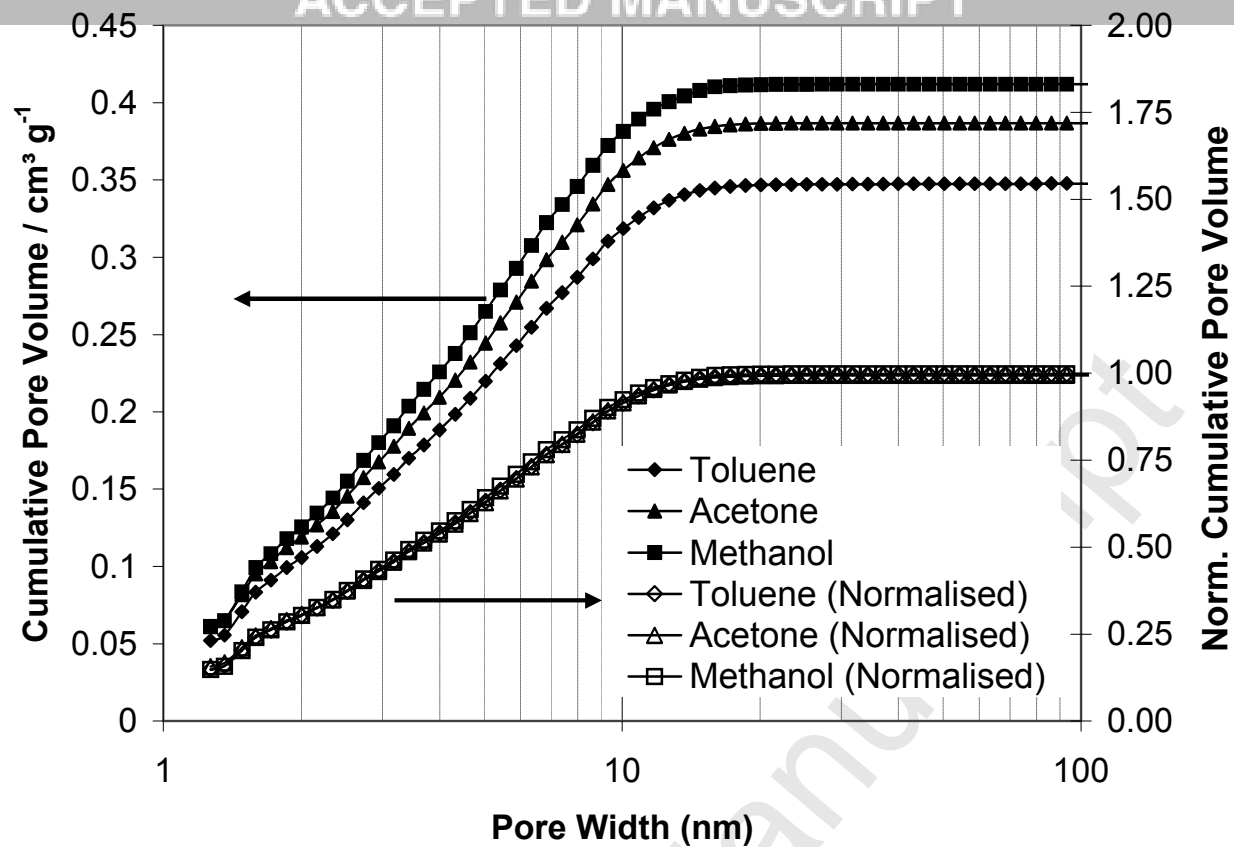 ACCEPTED MANUSCRIPT
0.45
0.4
0.35
0.3
0.25
0.2
0.15
0.1
0.05
0
Cumulative Pore Volume / cm³ g-1
2.00
1.75
1.50
1.25
1.00
0.75
0.50
0.25
0.00
Norm. Cumulative Pore Volume
Toluene
Acetone
Methanol
Toluene (Normalised)
Acetone (Normalised)
Methanol (Normalised)
1
10
100
Pore Width (nm)